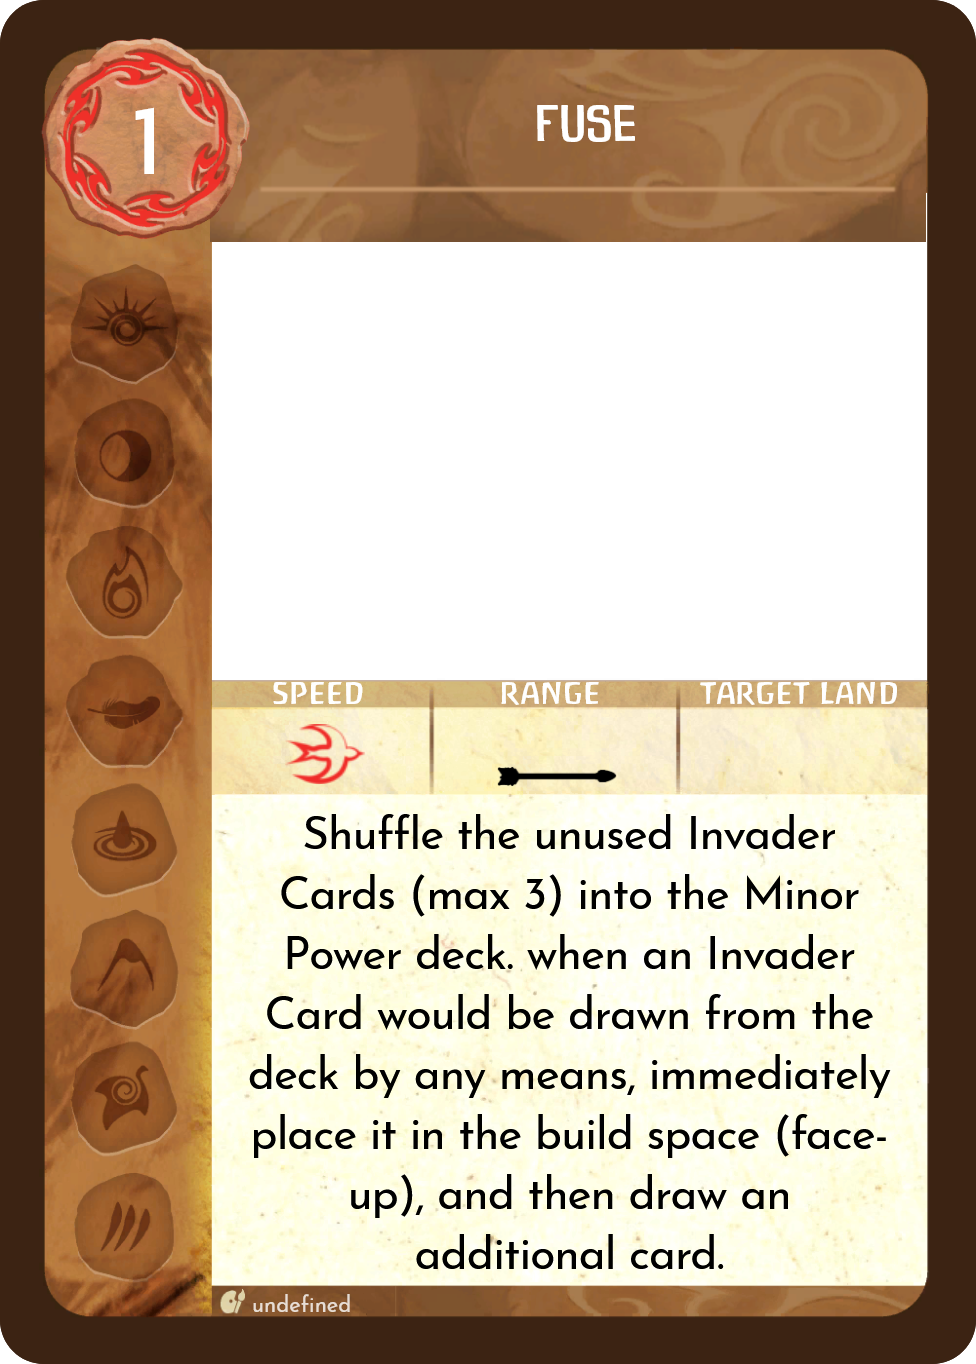 1
FUSE
SPEED
RANGE
TARGET LAND
Shuffle the unused Invader
Cards (max 3) into the Minor
Power deck. when an Invader
Card would be drawn from the
deck by any means, immediately
place it in the build space (face-
up), and then draw an
additional card.
undefined